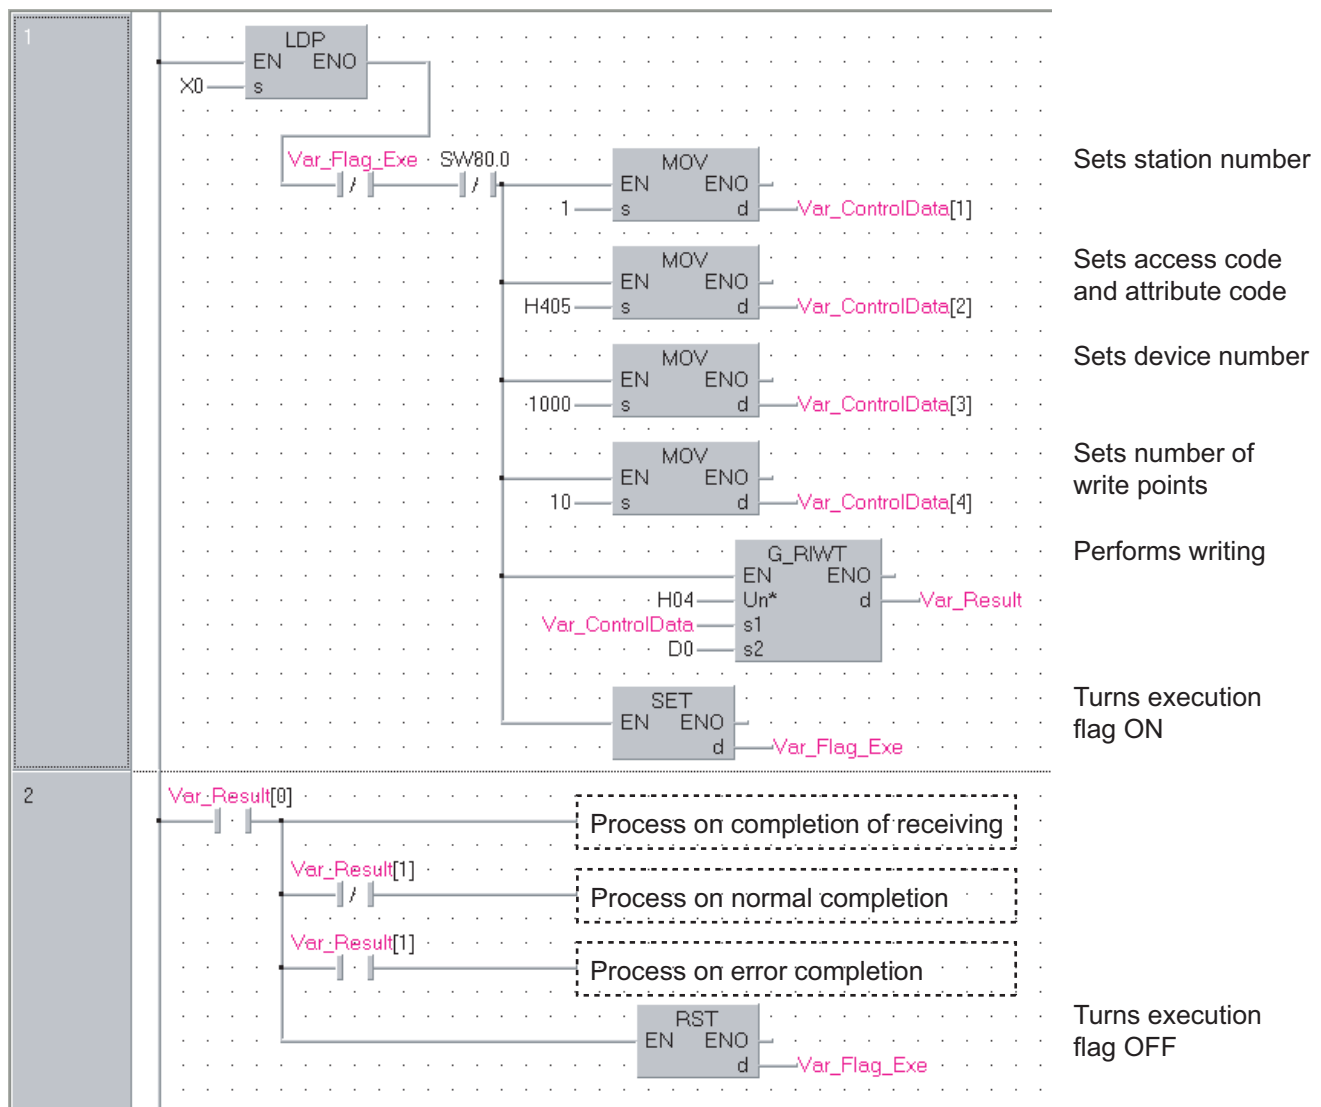 1
LDP
EN ENO
X0 s
Var_Flag_Exe SW80.0
MOV
EN ENO
1 s d Var_ControlData[1]
Sets station number
MOV
EN ENO
H405 s d Var_ControlData[2]
Sets access code
and attribute code
MOV
EN ENO
1000 s d Var_ControlData[3]
Sets device number
MOV
EN ENO
10 s d Var_ControlData[4]
Sets number of
write points
G_RIWT
EN ENO
H04 Un* d Var_Result
Var_ControlData s1
D0 s2
Performs writing
SET
EN ENO
d Var_Flag_Exe
Turns execution
flag ON
2
Var_Result[0]
Process on completion of receiving
Var_Result[1]
Process on normal completion
Var_Result[1]
Process on error completion
RST
EN ENO
d Var_Flag_Exe
Turns execution
flag OFF